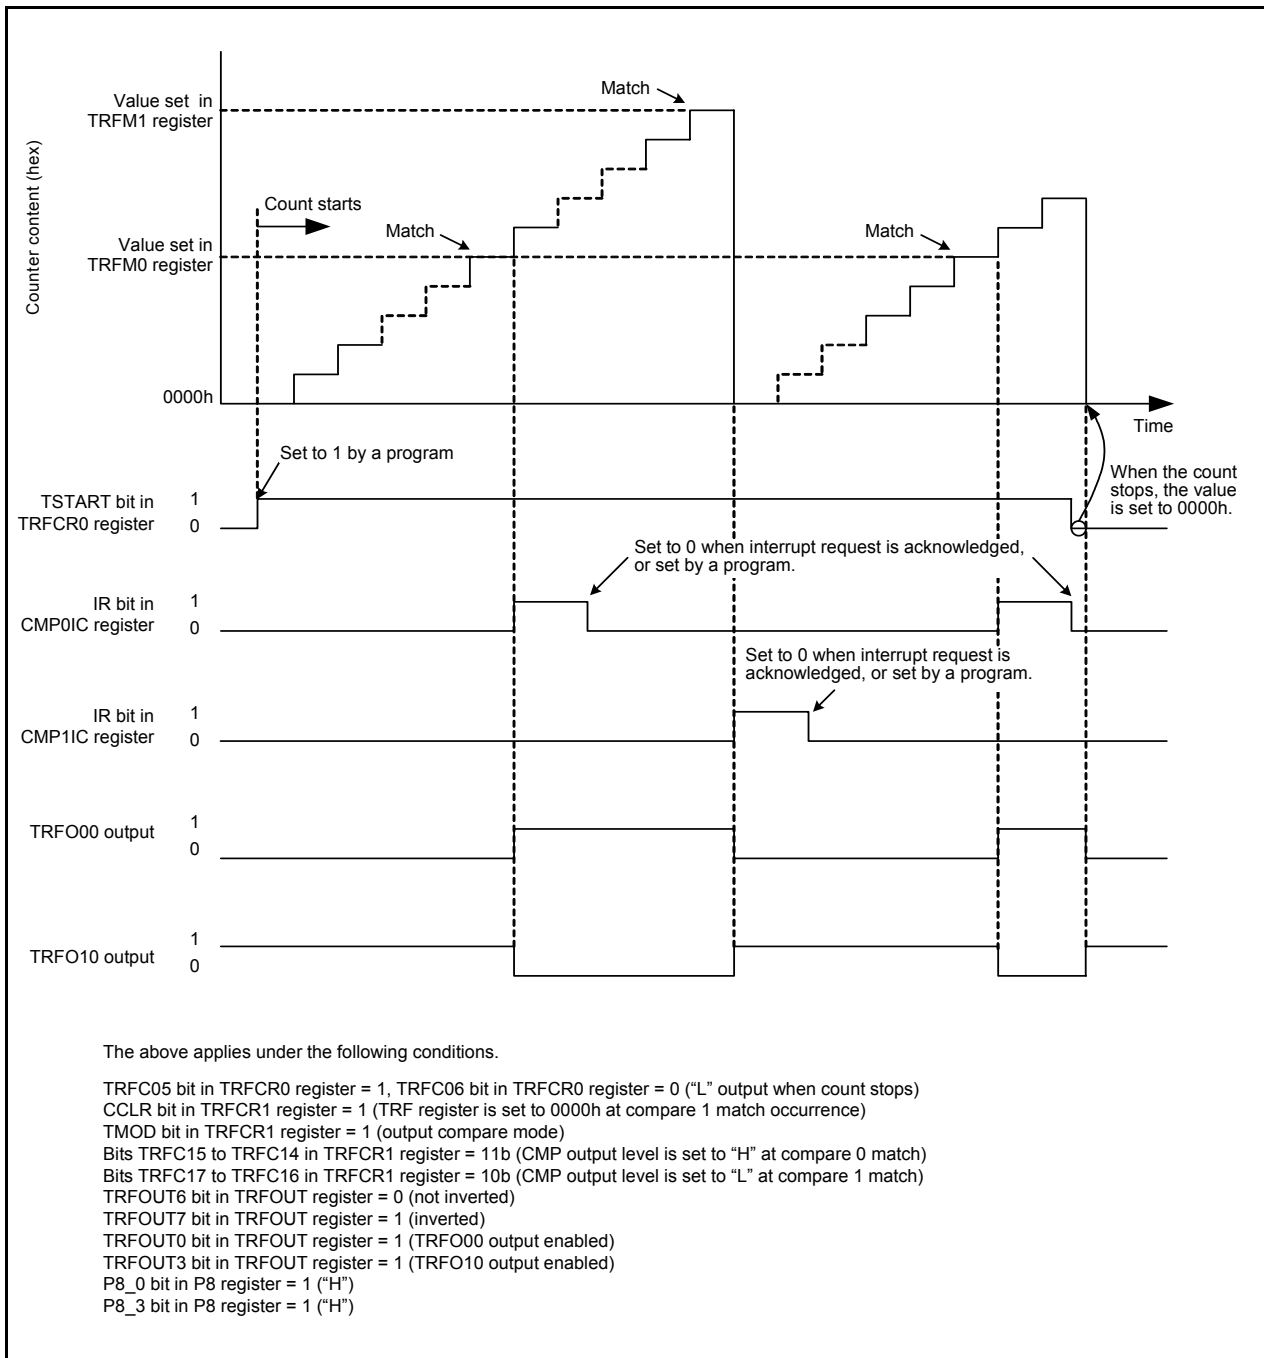 Match
Value set in
TRFM1 register
Counter content (hex)
Count starts
Match
Match
Value set in
TRFM0 register
0000h
Time
Set to 1 by a program
When the count
stops, the value
is set to 0000h.
TSTART bit in
TRFCR0 register
1
0
Set to 0 when interrupt request is acknowledged,
or set by a program.
IR bit in
CMP0IC register
1
0
Set to 0 when interrupt request is
acknowledged, or set by a program.
IR bit in
CMP1IC register
1
0
TRFO00 output
1
0
TRFO10 output
1
0
The above applies under the following conditions.
TRFC05 bit in TRFCR0 register = 1, TRFC06 bit in TRFCR0 register = 0 (“L” output when count stops)
CCLR bit in TRFCR1 register = 1 (TRF register is set to 0000h at compare 1 match occurrence)
TMOD bit in TRFCR1 register = 1 (output compare mode)
Bits TRFC15 to TRFC14 in TRFCR1 register = 11b (CMP output level is set to “H” at compare 0 match)
Bits TRFC17 to TRFC16 in TRFCR1 register = 10b (CMP output level is set to “L” at compare 1 match)
TRFOUT6 bit in TRFOUT register = 0 (not inverted)
TRFOUT7 bit in TRFOUT register = 1 (inverted)
TRFOUT0 bit in TRFOUT register = 1 (TRFO00 output enabled)
TRFOUT3 bit in TRFOUT register = 1 (TRFO10 output enabled)
P8_0 bit in P8 register = 1 (“H”)
P8_3 bit in P8 register = 1 (“H”)